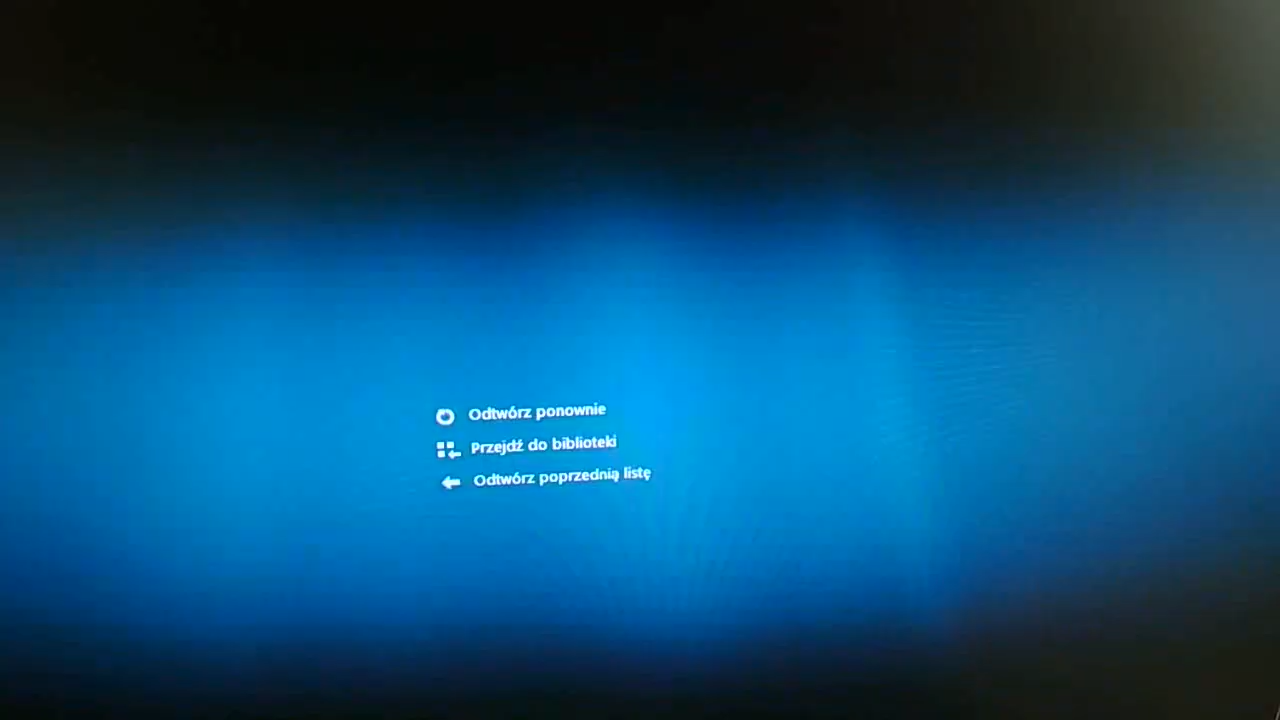 Odtwórz ponownie
Przejdź do biblioteki
Odtwórz poprzednią listę